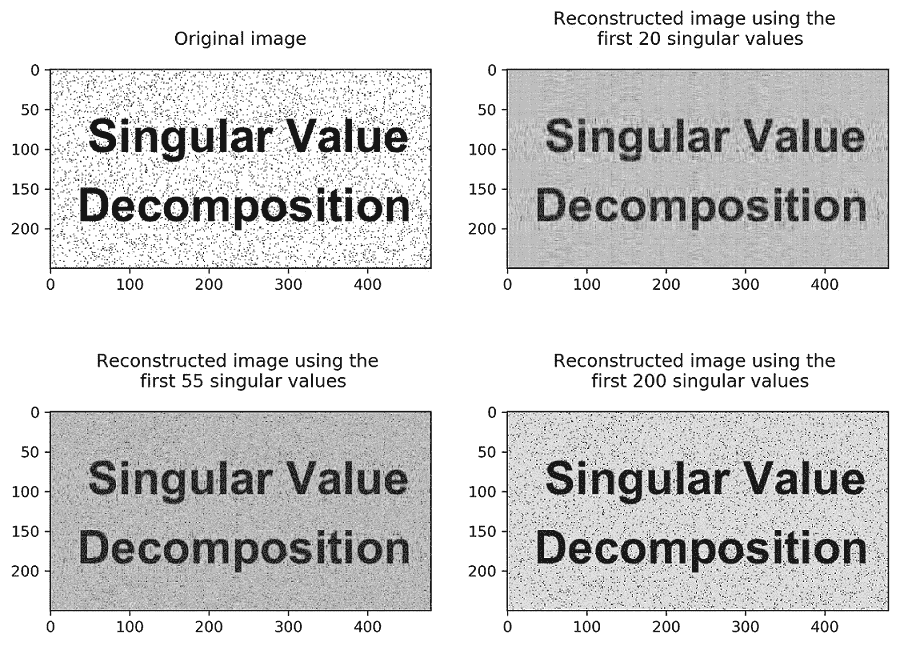 Original image
0
50
100
150
200
Singular Value
Decomposition
0 100 200 300 400
Reconstructed image using the
first 20 singular values
0
50
100
150
200
Singular Value
Decomposition
0 100 200 300 400
Reconstructed image using the
first 55 singular values
0
50
100
150
200
Singular Value
Decomposition
0 100 200 300 400
Reconstructed image using the
first 200 singular values
0
50
100
150
200
Singular Value
Decomposition
0 100 200 300 400